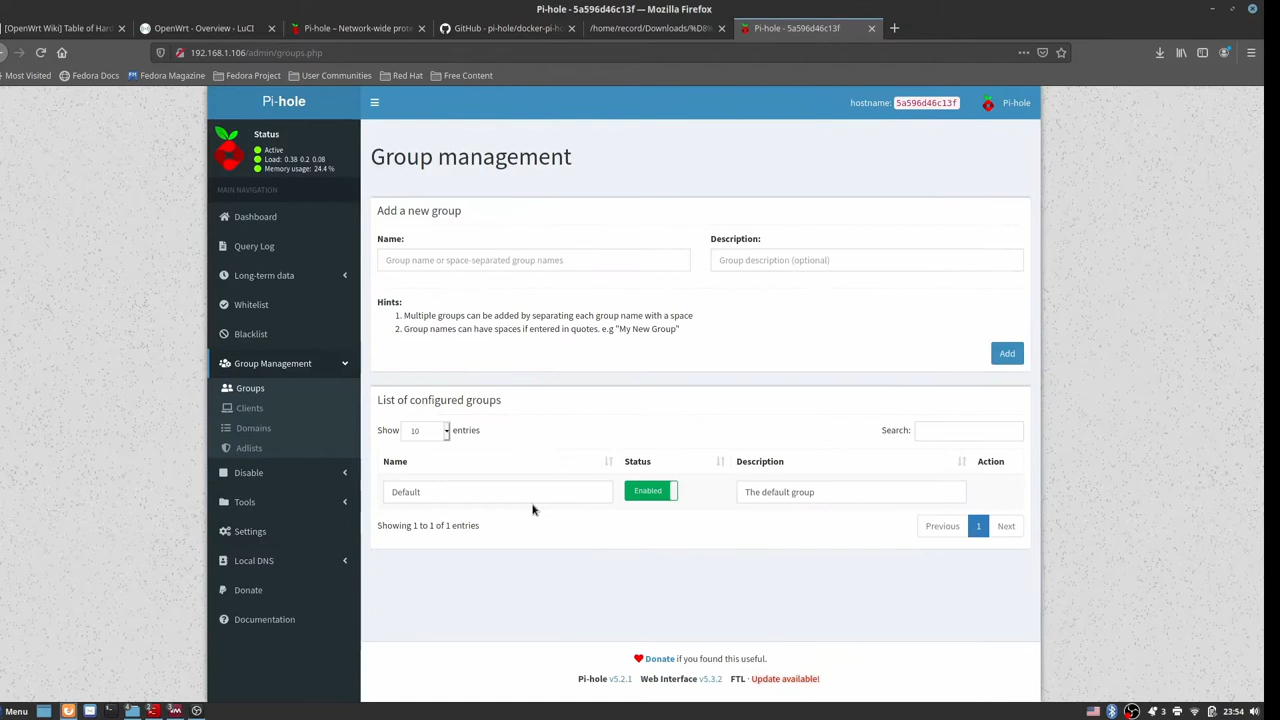 Pi-hole - 5a596d46c13f — Mozilla Firefox
[OpenWrt Wiki] Table of Hard
OpenWrt - Overview - LuCI
Pi-hole – Network-wide prote
GitHub - pi-hole/docker-pi-ho
/home/record/Downloads/%D8%
Pi-hole - 5a596d46c13f
192.168.1.106/admin/groups.php
Most Visited
Fedora Docs
Fedora Magazine
Fedora Project
User Communities
Red Hat
Free Content
Pi-hole
hostname: 5a596d46c13f
Pi-hole
Status
Active
Load: 0.38 0.2 0.08
Memory usage: 24.4 %
MAIN NAVIGATION
Dashboard
Query Log
Long-term data
Whitelist
Blacklist
Group Management
Groups
Clients
Domains
Adlists
Disable
Tools
Settings
Local DNS
Donate
Documentation
Group management
Add a new group
Name:
Description:
Group name or space-separated group names
Group description (optional)
Hints:
1. Multiple groups can be added by separating each group name with a space
2. Group names can have spaces if entered in quotes. e.g "My New Group"
Add
List of configured groups
Show 10 entries
Search:
Name
Status
Description
Action
Default
Enabled
The default group
Showing 1 to 1 of 1 entries
Previous
1
Next
Donate if you found this useful.
Pi-hole v5.2.1 Web Interface v5.3.2 FTL · Update available!
Menu
3
23:54